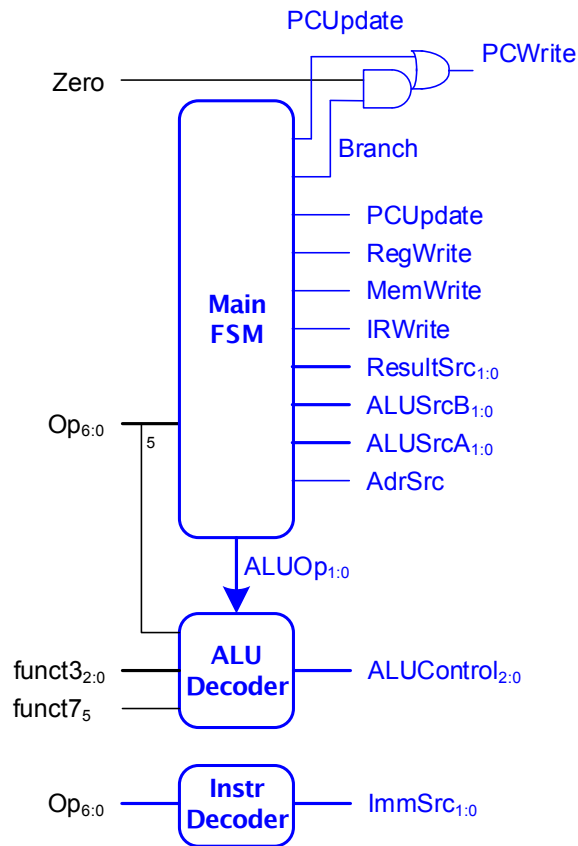 PCUpdate
PCWrite
Zero
Branch
PCUpdate
RegWrite
MemWrite
IRWrite
ResultSrc1:0
ALUSrcB1:0
ALUSrcA1:0
AdrSrc
Main
FSM
Op6:0
5
ALUOp1:0
ALU
Decoder
funct32:0
funct75
ALUControl2:0
Instr
Decoder
Op6:0
ImmSrc1:0